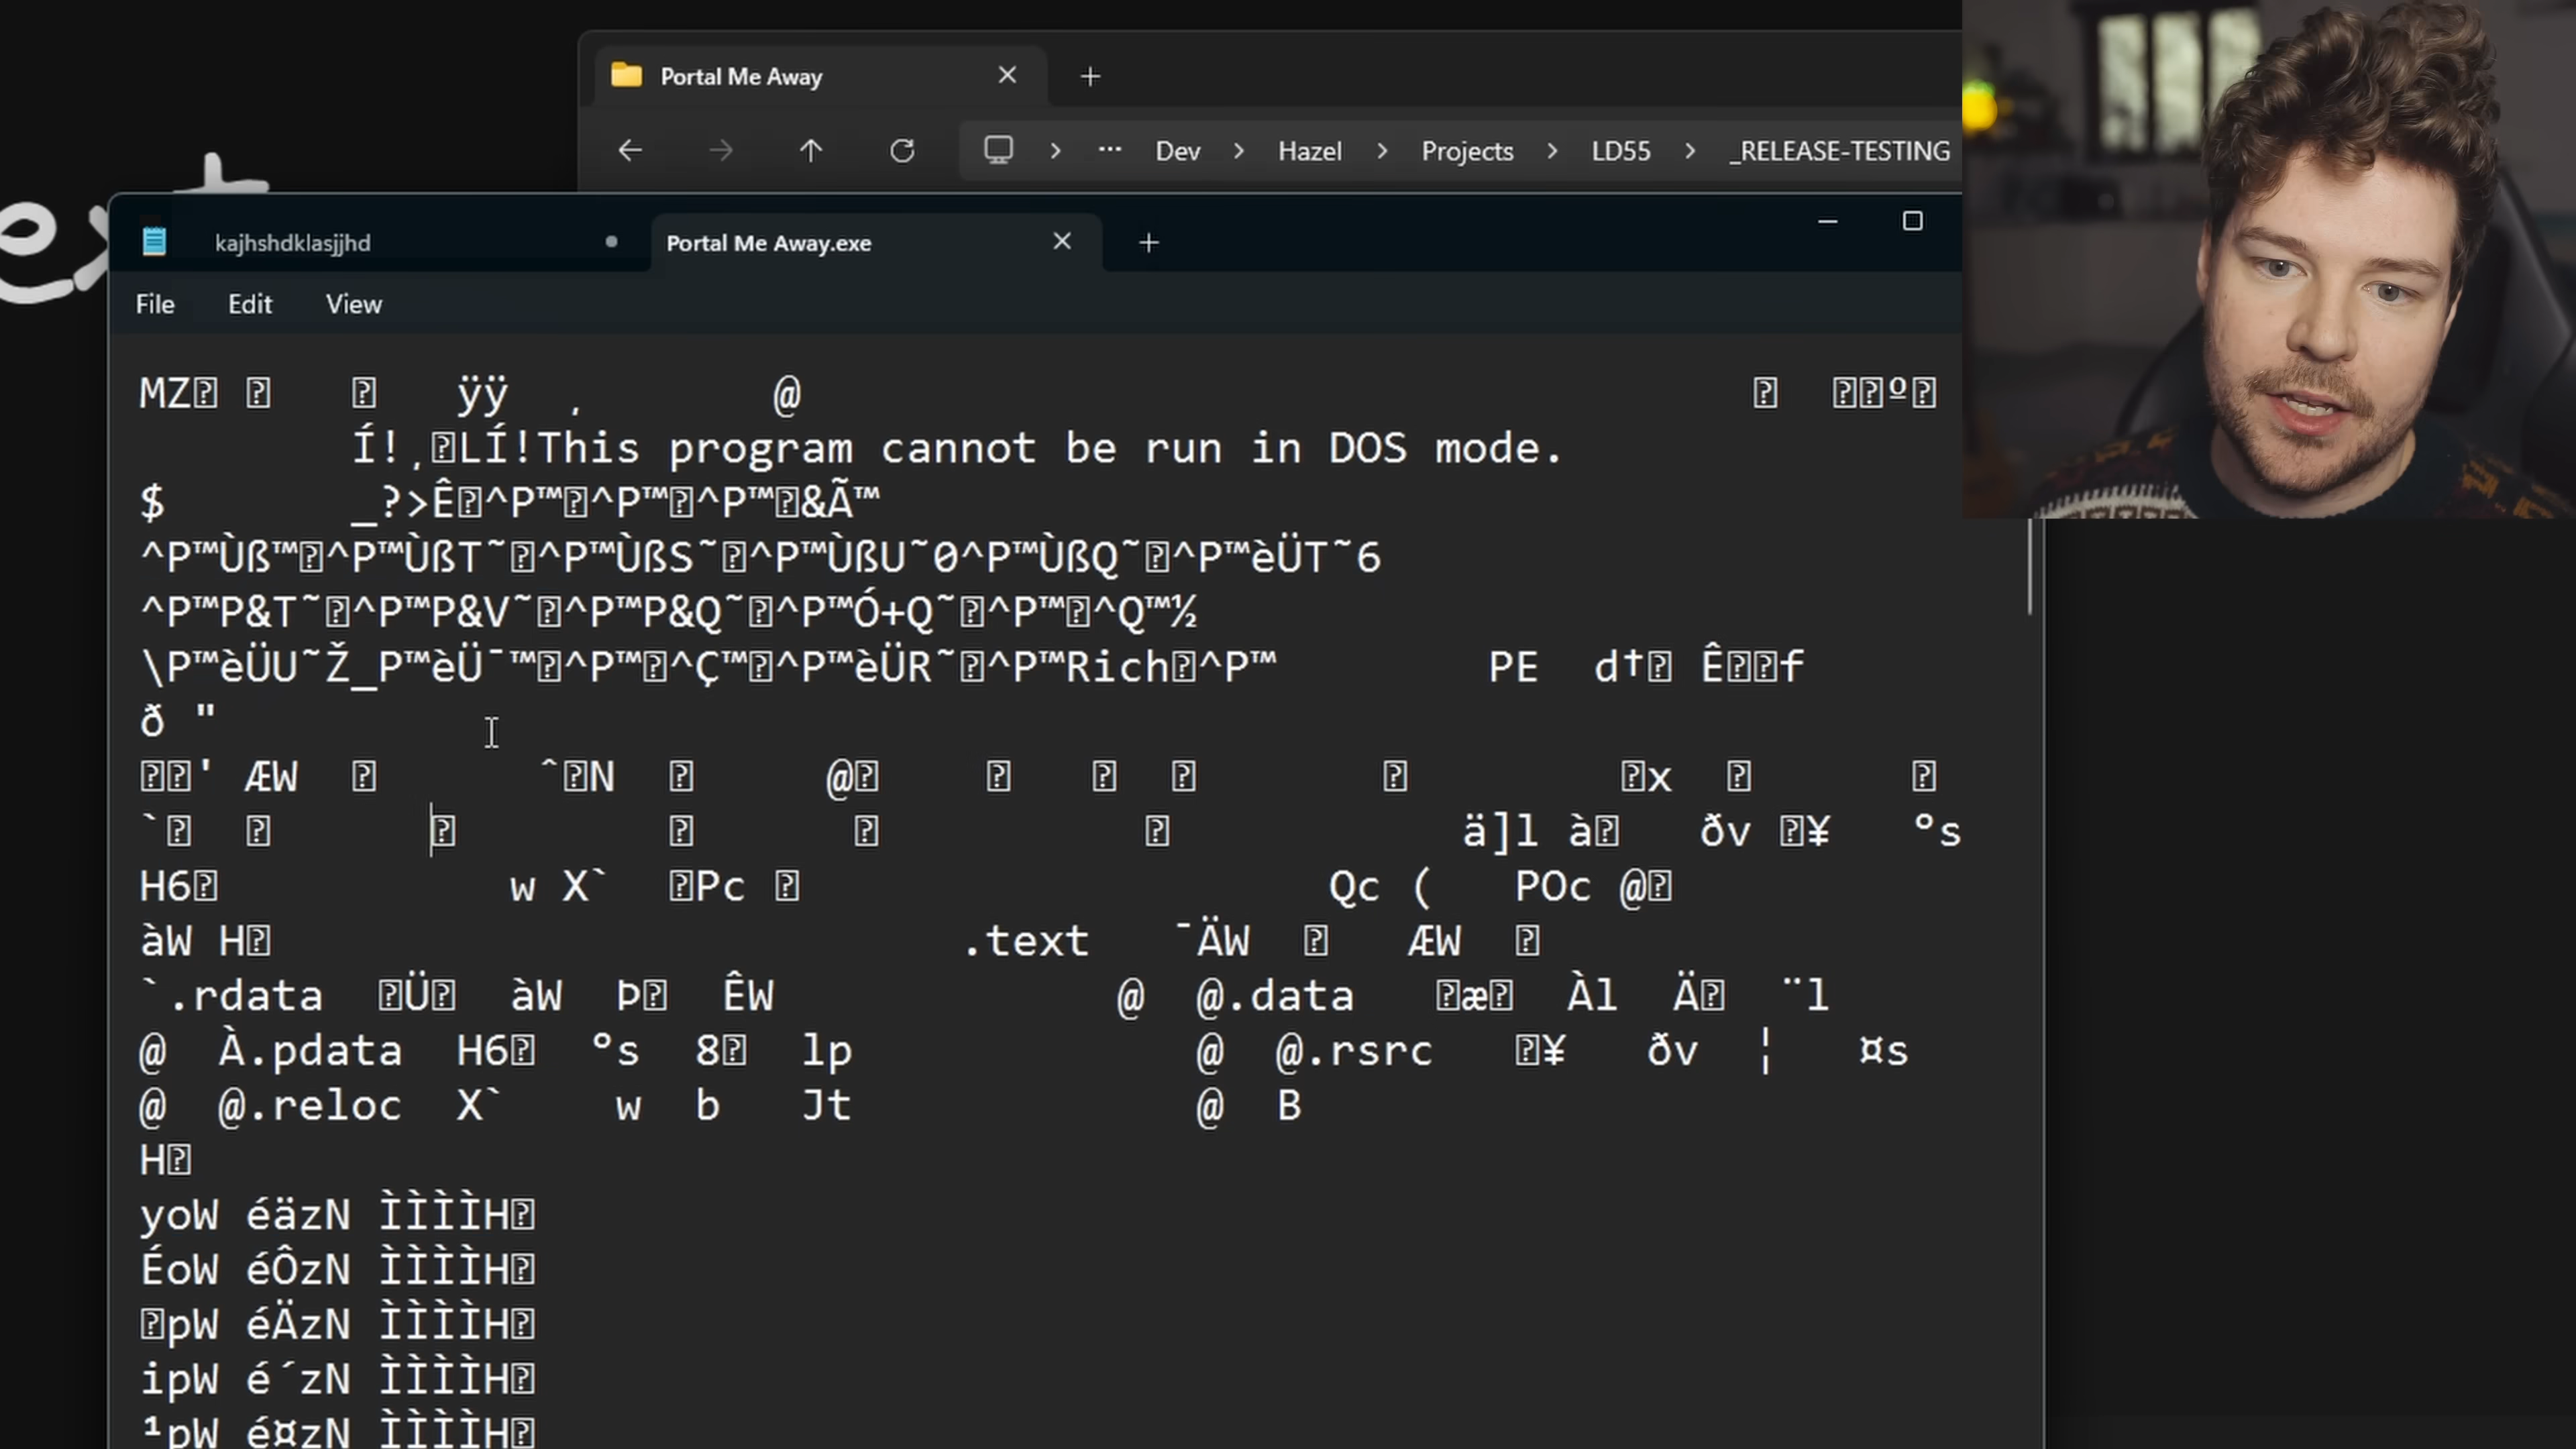 Portal Me Away
Dev > Hazel > Projects > LD55 > _RELEASE-TESTING
kajhshdklasjjhd
Portal Me Away.exe
File Edit View
MZ ÿÿ ¸ @ º
Í!¸LÍ!This program cannot be run in DOS mode.
$ _?>Ê^P™^P™^P™&Ã™
^P™Ùß™^P™ÙßT˜^P™ÙßS˜^P™ÙßU˜0^P™ÙßQ˜^P™èÜT˜6
^P™P&T˜^P™P&V˜^P™P&Q˜^P™Ó+Q˜^P™^Q™½
\P™èÜU˜Ž_P™èÜ¯™^P™^Ç™^P™èÜR˜^P™Rich^P™ PE d† Êf
ð "
' ÆW ˆN @ x
` ä]l à ðv ¥ °s
H6 w X` Pc Qc ( POc @
àW H .text ¯ÄW ÆW
`.rdata Ü àW Þ ÊW @ @.data æ Àl Ä ¨l
@ À.pdata H6 °s 8 lp @ @.rsrc ¥ ðv ¦ ¤s
@ @.reloc X` w b Jt @ B
H
yoW éäzN ÌÌÌÌH
ÉoW éÔzN ÌÌÌÌH
pW éÄzN ÌÌÌÌH
ipW é´zN ÌÌÌÌH
¹pW é¤zN ÌÌÌÌH